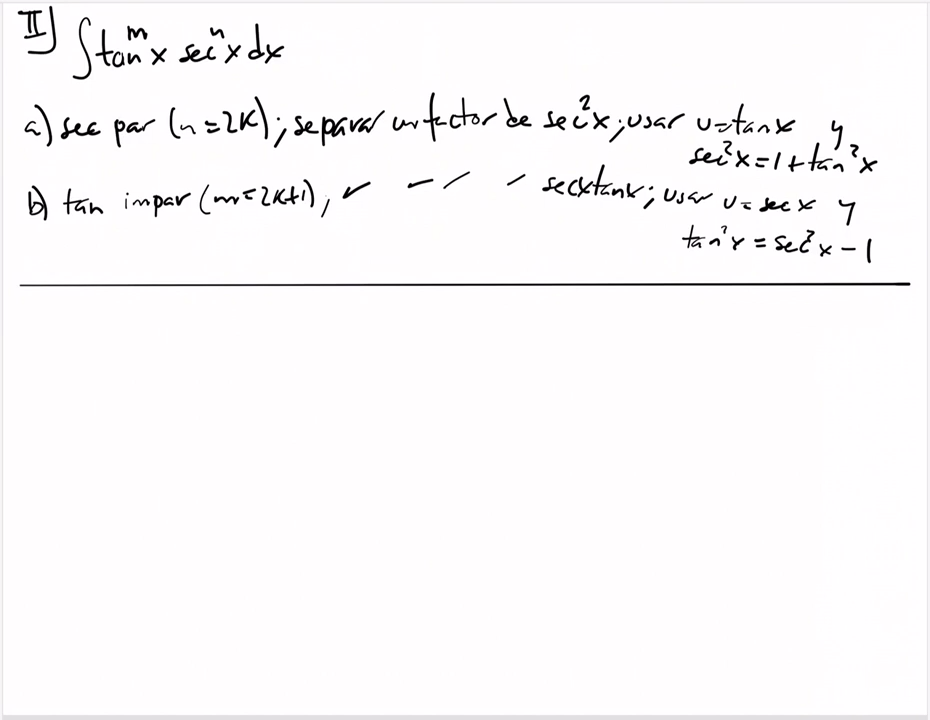 II) ∫tan^m x sec^n x dx
a) sec par (n=2K); separar un factor de sec²x; usar u=tanx y
sec²x=1+tan²x
b) tan impar (m=2K+1), secxtanx; usar u=secx y
tan²x=sec²x-1